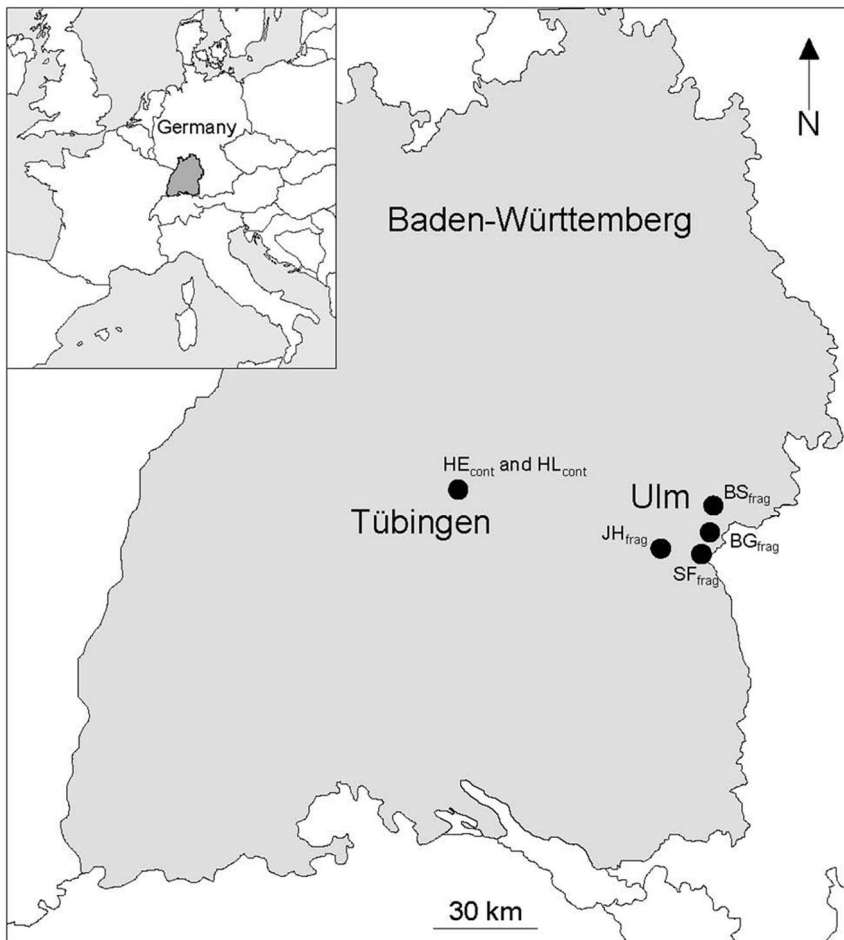 Germany
N
Baden-Württemberg
HEcont and HLcont
Tübingen
Ulm
BSfrag
JHfrag
BGfrag
SFfrag
30 km